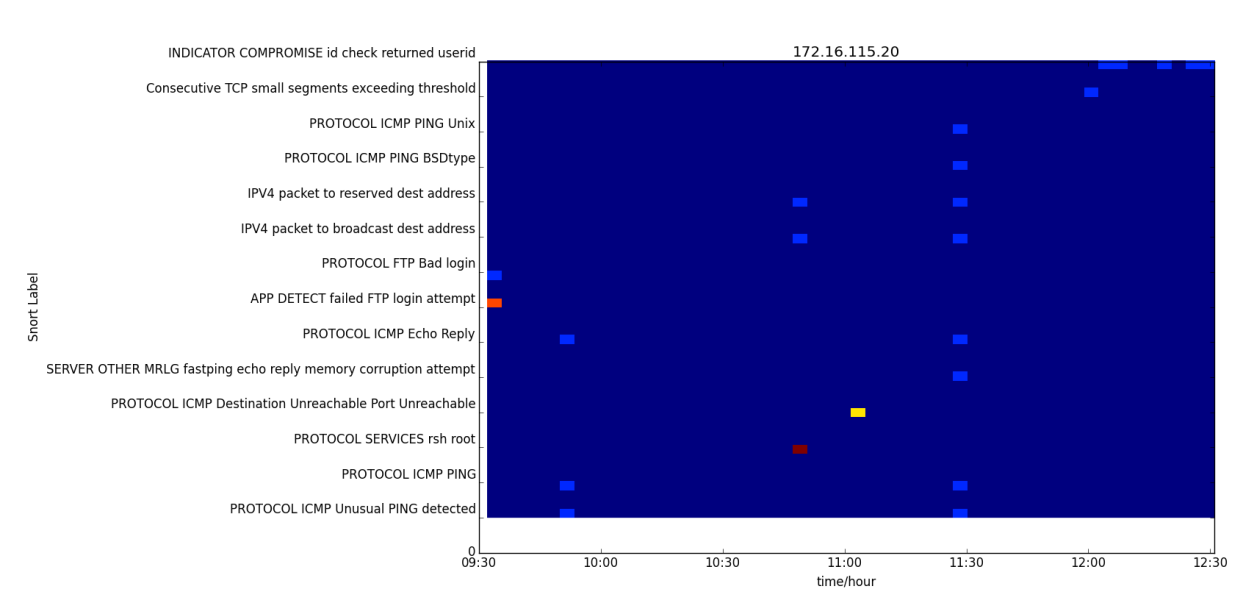 172.16.115.20
INDICATOR COMPROMISE id check returned userid
Consecutive TCP small segments exceeding threshold
PROTOCOL ICMP PING Unix
PROTOCOL ICMP PING BSDtype
IPV4 packet to reserved dest address
IPV4 packet to broadcast dest address
PROTOCOL FTP Bad login
APP DETECT failed FTP login attempt
PROTOCOL ICMP Echo Reply
SERVER OTHER MRLG fastping echo reply memory corruption attempt
PROTOCOL ICMP Destination Unreachable Port Unreachable
PROTOCOL SERVICES rsh root
PROTOCOL ICMP PING
PROTOCOL ICMP Unusual PING detected
0
Snort Label
09:30 10:00 10:30 11:00 11:30 12:00 12:30
time/hour